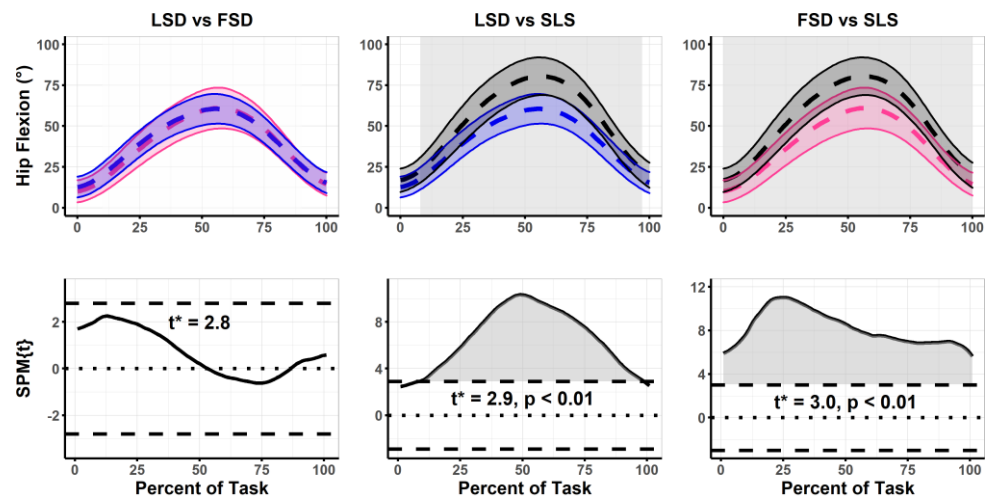 LSD vs FSD
LSD vs SLS
FSD vs SLS
Hip Flexion (°)
100
75
50
25
0
0 25 50 75 100
100
75
50
25
0
0 25 50 75 100
100
75
50
25
0
0 25 50 75 100
SPM{t}
2
0
-2
t* = 2.8
0 25 50 75 100
Percent of Task
8
4
0
t* = 2.9, p < 0.01
0 25 50 75 100
Percent of Task
12
8
4
0
t* = 3.0, p < 0.01
0 25 50 75 100
Percent of Task